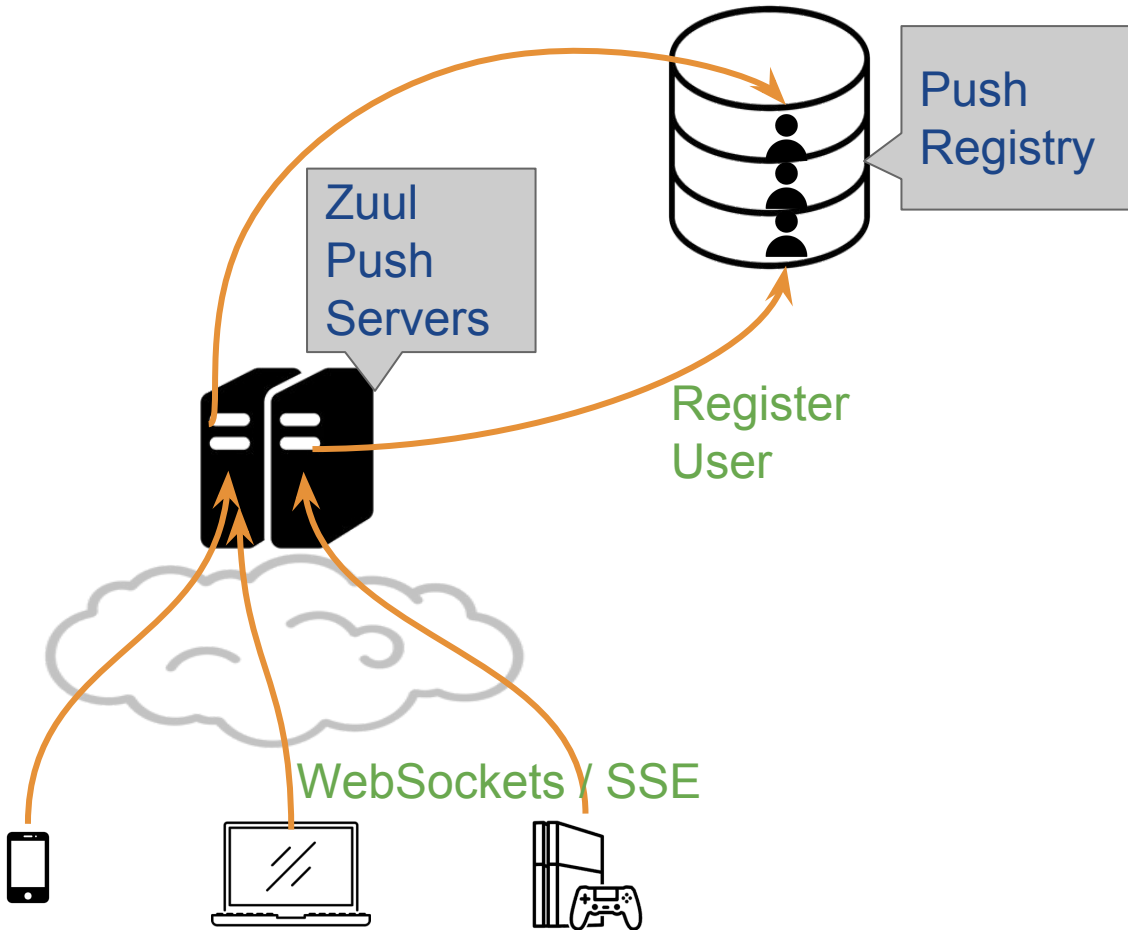 Push
Registry
Zuul
Push
Servers
Register
User
WebSockets / SSE